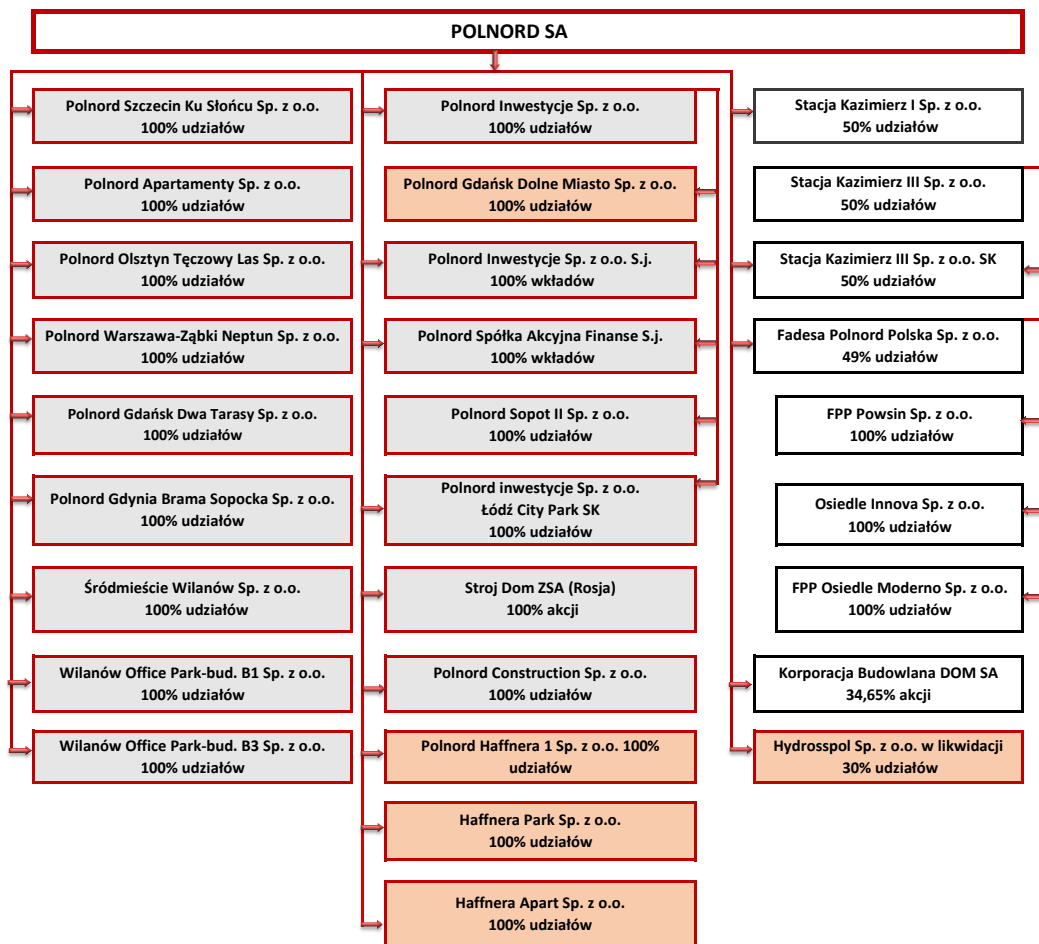 POLNORD SA
Polnord Szczecin Ku Słońcu Sp. z o.o.
100% udziałów
Polnord Apartamenty Sp. z o.o.
100% udziałów
Polnord Olsztyn Tęczowy Las Sp. z o.o.
100% udziałów
Polnord Warszawa-Ząbki Neptun Sp. z o.o.
100% udziałów
Polnord Gdańsk Dwa Tarasy Sp. z o.o.
100% udziałów
Polnord Gdynia Brama Sopocka Sp. z o.o.
100% udziałów
Śródmieście Wilanów Sp. z o.o.
100% udziałów
Wilanów Office Park-bud. B1 Sp. z o.o.
100% udziałów
Wilanów Office Park-bud. B3 Sp. z o.o.
100% udziałów
Polnord Inwestycje Sp. z o.o.
100% udziałów
Polnord Gdańsk Dolne Miasto Sp. z o.o.
100% udziałów
Polnord Inwestycje Sp. z o.o. S.j.
100% wkładów
Polnord Spółka Akcyjna Finanse S.j.
100% wkładów
Polnord Sopot II Sp. z o.o.
100% udziałów
Polnord inwestycje Sp. z o.o.
Łódź City Park SK
100% udziałów
Stroj Dom ZSA (Rosja)
100% akcji
Polnord Construction Sp. z o.o.
100% udziałów
Polnord Haffnera 1 Sp. z o.o. 100%
udziałów
Haffnera Park Sp. z o.o.
100% udziałów
Haffnera Apart Sp. z o.o.
100% udziałów
Stacja Kazimierz I Sp. z o.o.
50% udziałów
Stacja Kazimierz III Sp. z o.o.
50% udziałów
Stacja Kazimierz III Sp. z o.o. SK
50% udziałów
Fadesa Polnord Polska Sp. z o.o.
49% udziałów
FPP Powsin Sp. z o.o.
100% udziałów
Osiedle Innova Sp. z o.o.
100% udziałów
FPP Osiedle Moderno Sp. z o.o.
100% udziałów
Korporacja Budowlana DOM SA
34,65% akcji
Hydrosspol Sp. z o.o. w likwidacji
30% udziałów